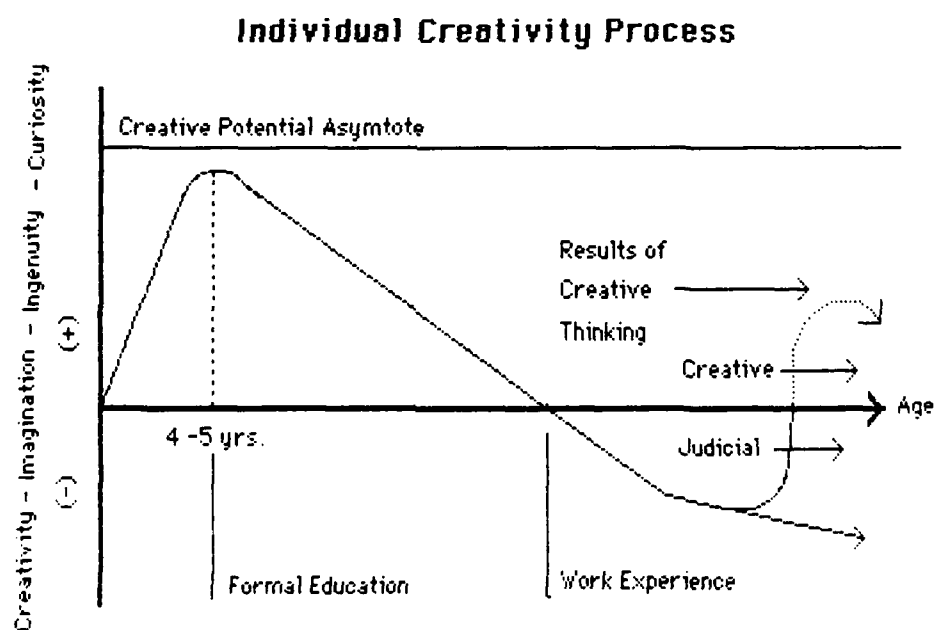 Individual Creativity Process
Creativity - Imagination - Ingenuity - Curiosity
(+)
(-)
Creative Potential Asymtote
Results of
Creative
Thinking
Creative
Age
4 -5 yrs.
Judicial
Formal Education
Work Experience